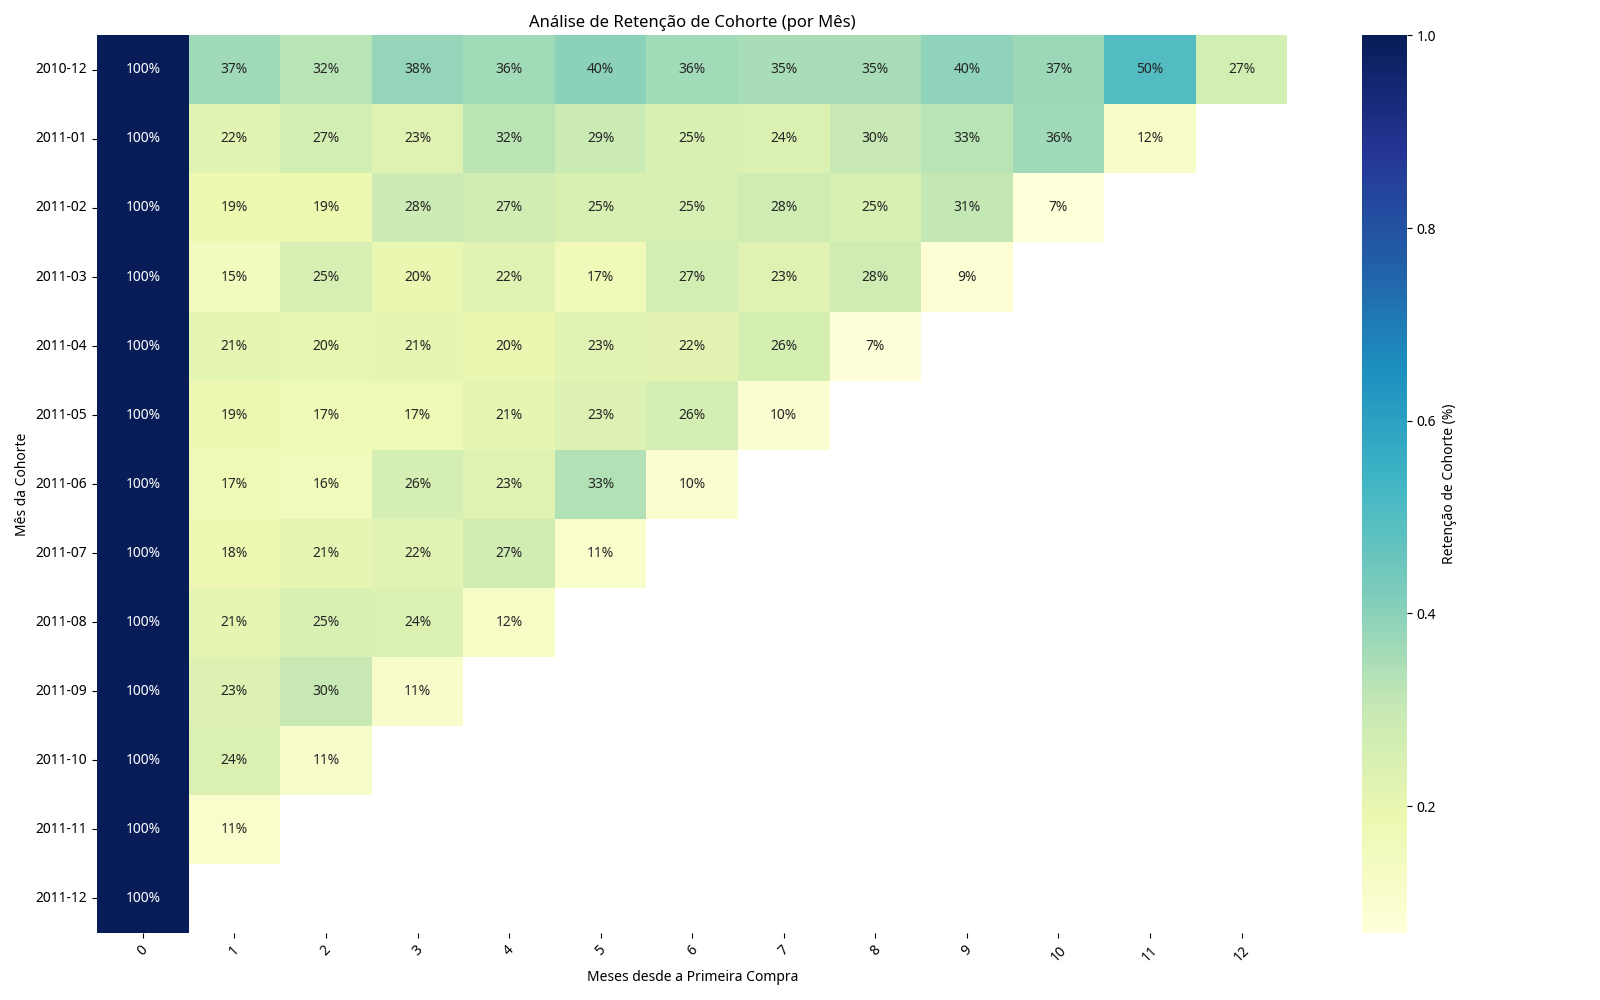 Análise de Retenção de Cohorte (por Mês)
Mês da Cohorte
2010-12 100% 37% 32% 38% 36% 40% 36% 35% 35% 40% 37% 50% 27%
2011-01 100% 22% 27% 23% 32% 29% 25% 24% 30% 33% 36% 12%
2011-02 100% 19% 19% 28% 27% 25% 25% 28% 25% 31% 7%
2011-03 100% 15% 25% 20% 22% 17% 27% 23% 28% 9%
2011-04 100% 21% 20% 21% 20% 23% 22% 26% 7%
2011-05 100% 19% 17% 17% 21% 23% 26% 10%
2011-06 100% 17% 16% 26% 23% 33% 10%
2011-07 100% 18% 21% 22% 27% 11%
2011-08 100% 21% 25% 24% 12%
2011-09 100% 23% 30% 11%
2011-10 100% 24% 11%
2011-11 100% 11%
2011-12 100%
0 1 2 3 4 5 6 7 8 9 10 11 12
Meses desde a Primeira Compra
1.0
0.8
0.6
0.4
0.2
Retenção de Cohorte (%)